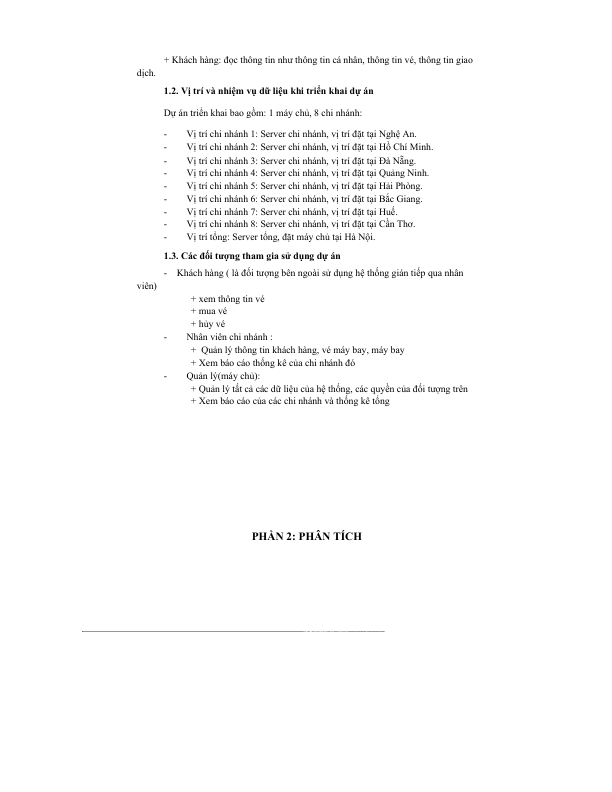 + Khách hàng: đọc thông tin như thông tin cá nhân, thông tin vé, thông tin giao
dịch.
1.2. Vị trí và nhiệm vụ dữ liệu khi triển khai dự án
Dự án triển khai bao gồm: 1 máy chủ, 8 chi nhánh:
- Vị trí chi nhánh 1: Server chi nhánh, vị trí đặt tại Nghệ An.
- Vị trí chi nhánh 2: Server chi nhánh, vị trí đặt tại Hồ Chí Minh.
- Vị trí chi nhánh 3: Server chi nhánh, vị trí đặt tại Đà Nẵng.
- Vị trí chi nhánh 4: Server chi nhánh, vị trí đặt tại Quảng Ninh.
- Vị trí chi nhánh 5: Server chi nhánh, vị trí đặt tại Hải Phòng.
- Vị trí chi nhánh 6: Server chi nhánh, vị trí đặt tại Bắc Giang.
- Vị trí chi nhánh 7: Server chi nhánh, vị trí đặt tại Huế.
- Vị trí chi nhánh 8: Server chi nhánh, vị trí đặt tại Cần Thơ.
- Vị trí tổng: Server tổng, đặt máy chủ tại Hà Nội.
1.3. Các đối tượng tham gia sử dụng dự án
- Khách hàng ( là đối tượng bên ngoài sử dụng hệ thống gián tiếp qua nhân
viên)
+ xem thông tin vé
+ mua vé
+ hủy vé
- Nhân viên chi nhánh :
+ Quản lý thông tin khách hàng, vé máy bay, máy bay
+ Xem báo cáo thống kê của chi nhánh đó
- Quản lý(máy chủ):
+ Quản lý tất cả các dữ liệu của hệ thống, các quyền của đối tượng trên
+ Xem báo cáo của các chi nhánh và thống kê tổng
PHẦN 2: PHÂN TÍCH